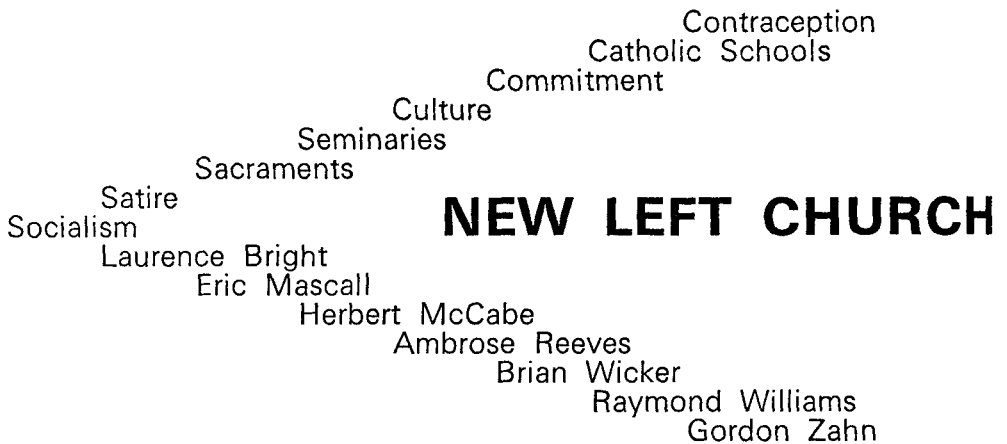 Contraception
Catholic Schools
Commitment
Culture
Seminaries
Sacraments
Satire
Socialism
NEW LEFT CHURCH
Laurence Bright
Eric Mascall
Herbert McCabe
Ambrose Reeves
Brian Wicker
Raymond Williams
Gordon Zahn